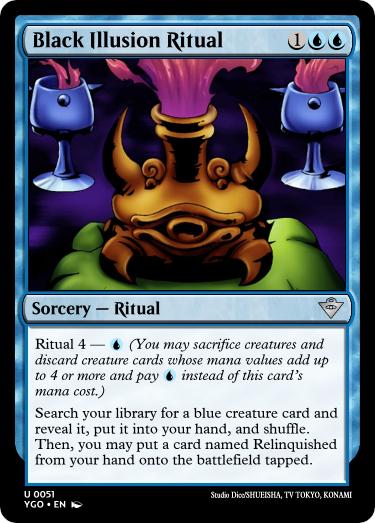 Black Illusion Ritual 1
Sorcery — Ritual
Ritual 4 — (You may sacrifice creatures and
discard creature cards whose mana values add up
to 4 or more and pay instead of this card's
mana cost.)
Search your library for a blue creature card and
reveal it, put it into your hand, and shuffle.
Then, you may put a card named Relinquished
from your hand onto the battlefield tapped.
U 0051
YGO • EN
Studio Dice/SHUEISHA, TV TOKYO, KONAMI